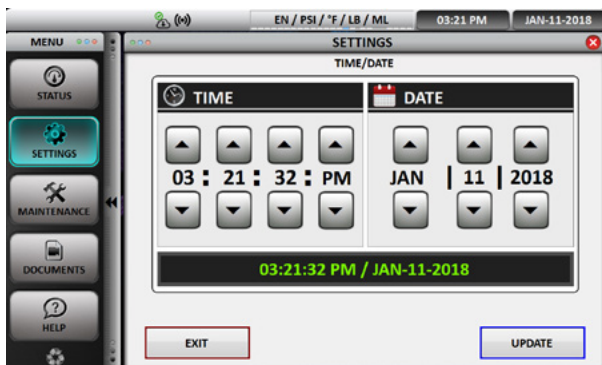 EN / PSI / °F / LB / ML 03:21 PM JAN-11-2018
MENU SETTINGS
TIME/DATE
STATUS
SETTINGS
MAINTENANCE
DOCUMENTS
HELP
TIME DATE
03 : 21 : 32 : PM JAN | 11 | 2018
03:21:32 PM / JAN-11-2018
EXIT UPDATE